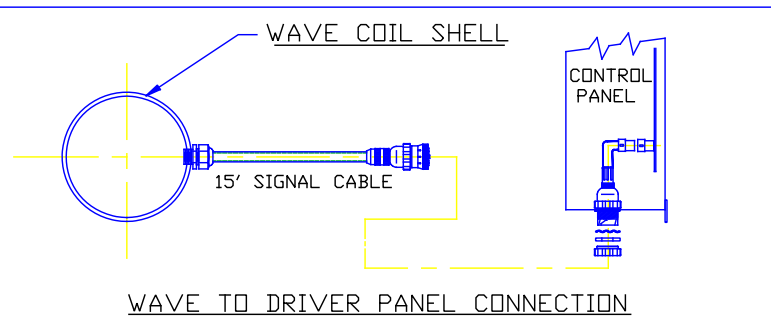 WAVE COIL SHELL
CONTROL
PANEL
15' SIGNAL CABLE
WAVE TO DRIVER PANEL CONNECTION